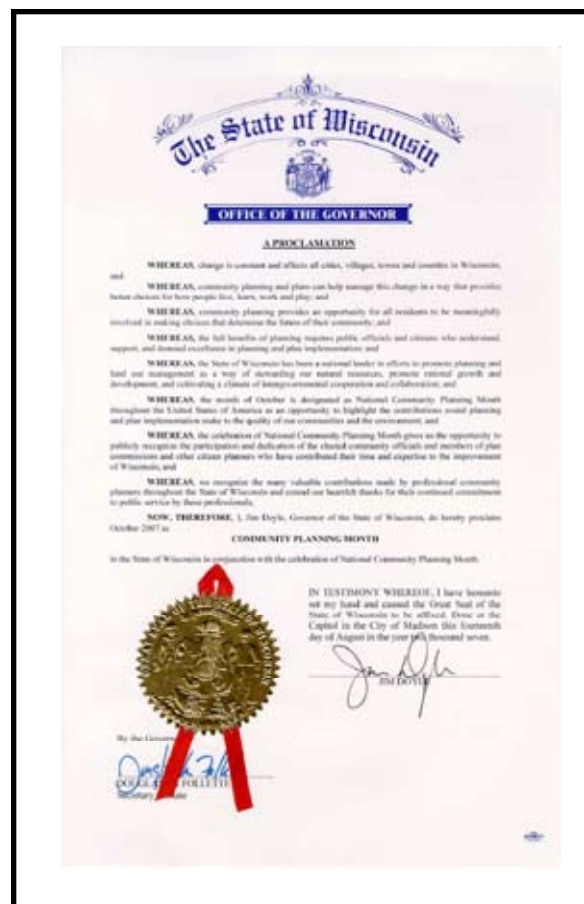 The State of Wisconsin
OFFICE OF THE GOVERNOR
A PROCLAMATION
WHEREAS, change is constant and affects all cities, villages, towns and counties in Wisconsin,
and
WHEREAS, community planning and plans can help manage this change in a way that provides
better choices for how people live, learn, work and play; and
WHEREAS, community planning provides an opportunity for all residents to be meaningfully
involved in making choices that determine the future of their community; and
WHEREAS, the full benefits of planning requires public officials and citizens who understand,
support, and demand excellence in planning and plan implementation; and
WHEREAS, the State of Wisconsin has been a national leader in efforts to promote planning and
land use management as a way of stewarding our natural resources, promote rational growth and
development, and cultivating a climate of intergovernmental cooperation and collaboration; and
WHEREAS, the month of October is designated as National Community Planning Month
throughout the United States of America as an opportunity to highlight the contributions sound planning
and plan implementation make to the quality of our communities and the environment; and
WHEREAS, the celebration of National Community Planning Month gives us the opportunity to
publicly recognize the participation and dedication of the elected community officials and members of plan
commissions and other citizen planners who have contributed their time and expertise to the improvement
of Wisconsin; and
WHEREAS, we recognize the many valuable contributions made by professional community
planners throughout the State of Wisconsin and extend our heartfelt thanks for their continued commitment
to public service by these professionals;
NOW, THEREFORE, I, Jim Doyle, Governor of the State of Wisconsin, do hereby proclaim
October 2007 as
COMMUNITY PLANNING MONTH
in the State of Wisconsin in conjunction with the celebration of National Community Planning Month.
IN TESTIMONY WHEREOF, I have hereunto
set my hand and caused the Great Seal of the
State of Wisconsin to be affixed. Done at the
Capitol in the City of Madison this fourteenth
day of August in the year two thousand seven.
JIM DOYLE
By the Governor
DOUGLAS FOLLETTE
Secretary of State